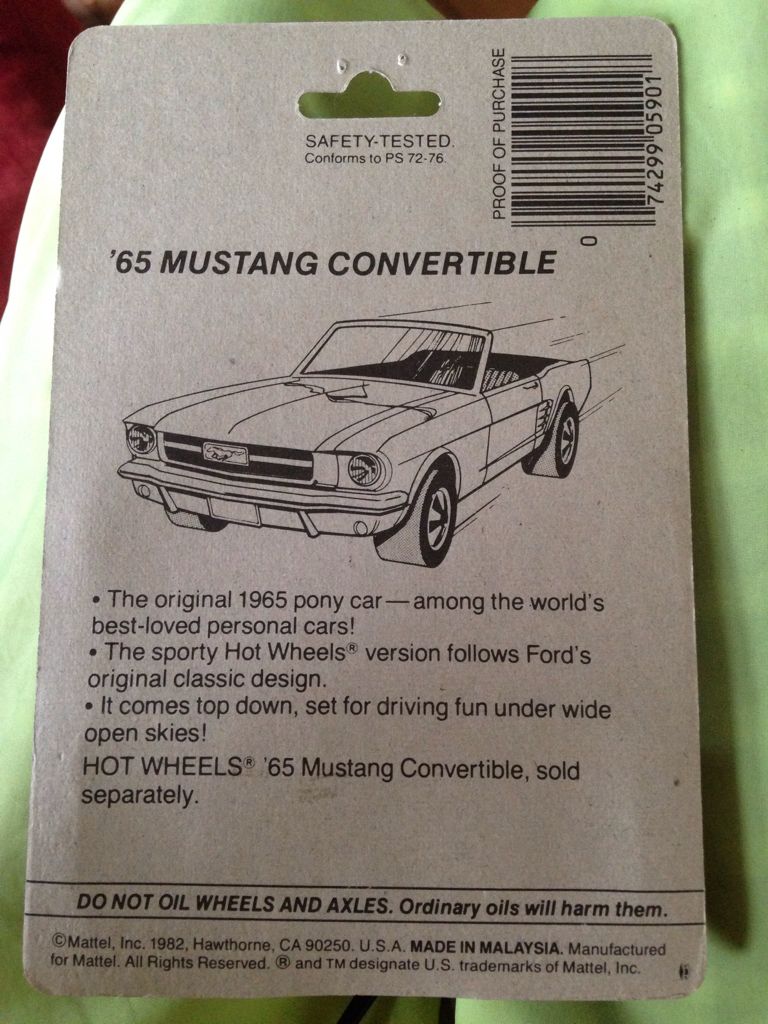 SAFETY-TESTED.
Conforms to PS 72-76.
PROOF OF PURCHASE
0 74299 05901
'65 MUSTANG CONVERTIBLE
• The original 1965 pony car — among the world's
best-loved personal cars!
• The sporty Hot Wheels® version follows Ford's
original classic design.
• It comes top down, set for driving fun under wide
open skies!
HOT WHEELS® '65 Mustang Convertible, sold
separately.
DO NOT OIL WHEELS AND AXLES. Ordinary oils will harm them.
©Mattel, Inc. 1982, Hawthorne, CA 90250. U.S.A. MADE IN MALAYSIA. Manufactured
for Mattel. All Rights Reserved. ® and TM designate U.S. trademarks of Mattel, Inc.